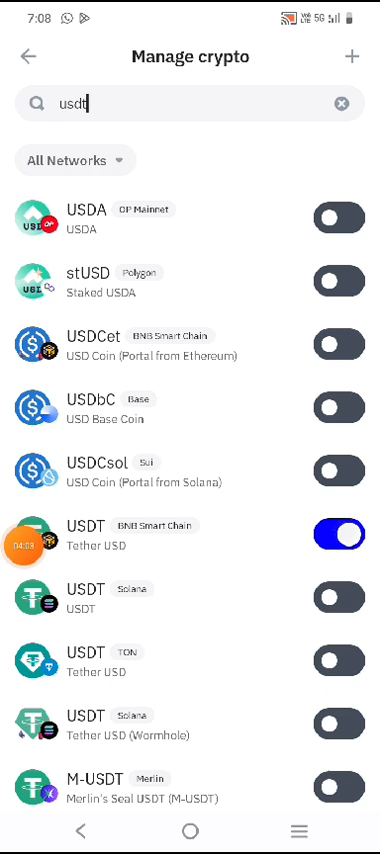 7:08
Vo)
LTE 5G
Manage crypto
usdt
All Networks
USDA OP Mainnet
USDA
stUSD Polygon
Staked USDA
USDCet BNB Smart Chain
USD Coin (Portal from Ethereum)
USDbC Base
USD Base Coin
USDCsol Sui
USD Coin (Portal from Solana)
USDT BNB Smart Chain
Tether USD
04:03
USDT Solana
USDT
USDT TON
Tether USD
USDT Solana
Tether USD (Wormhole)
M-USDT Merlin
Merlin's Seal USDT (M-USDT)